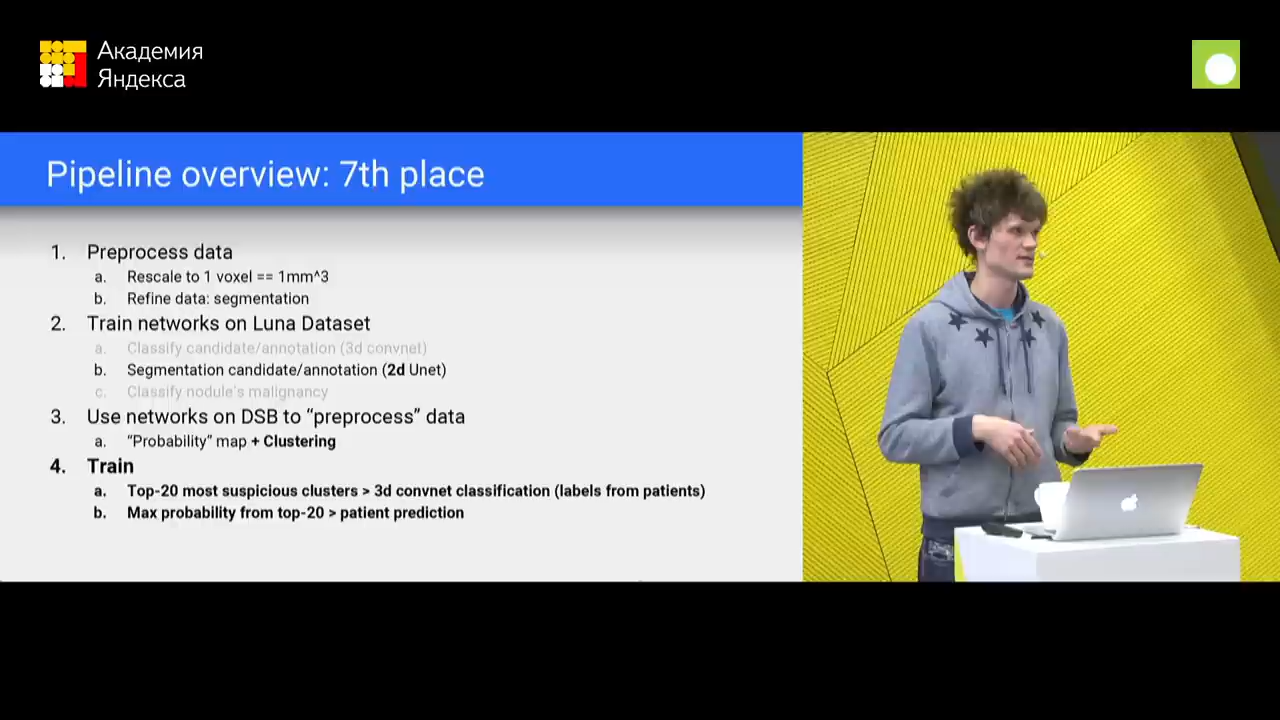 Академия
Яндекса
Pipeline overview: 7th place
1. Preprocess data
a. Rescale to 1 voxel == 1mm^3
b. Refine data: segmentation
2. Train networks on Luna Dataset
a. Classify candidate/annotation (3d convnet)
b. Segmentation candidate/annotation (2d Unet)
c. Classify nodule's malignancy
3. Use networks on DSB to “preprocess” data
a. “Probability” map + Clustering
4. Train
a. Top-20 most suspicious clusters > 3d convnet classification (labels from patients)
b. Max probability from top-20 > patient prediction